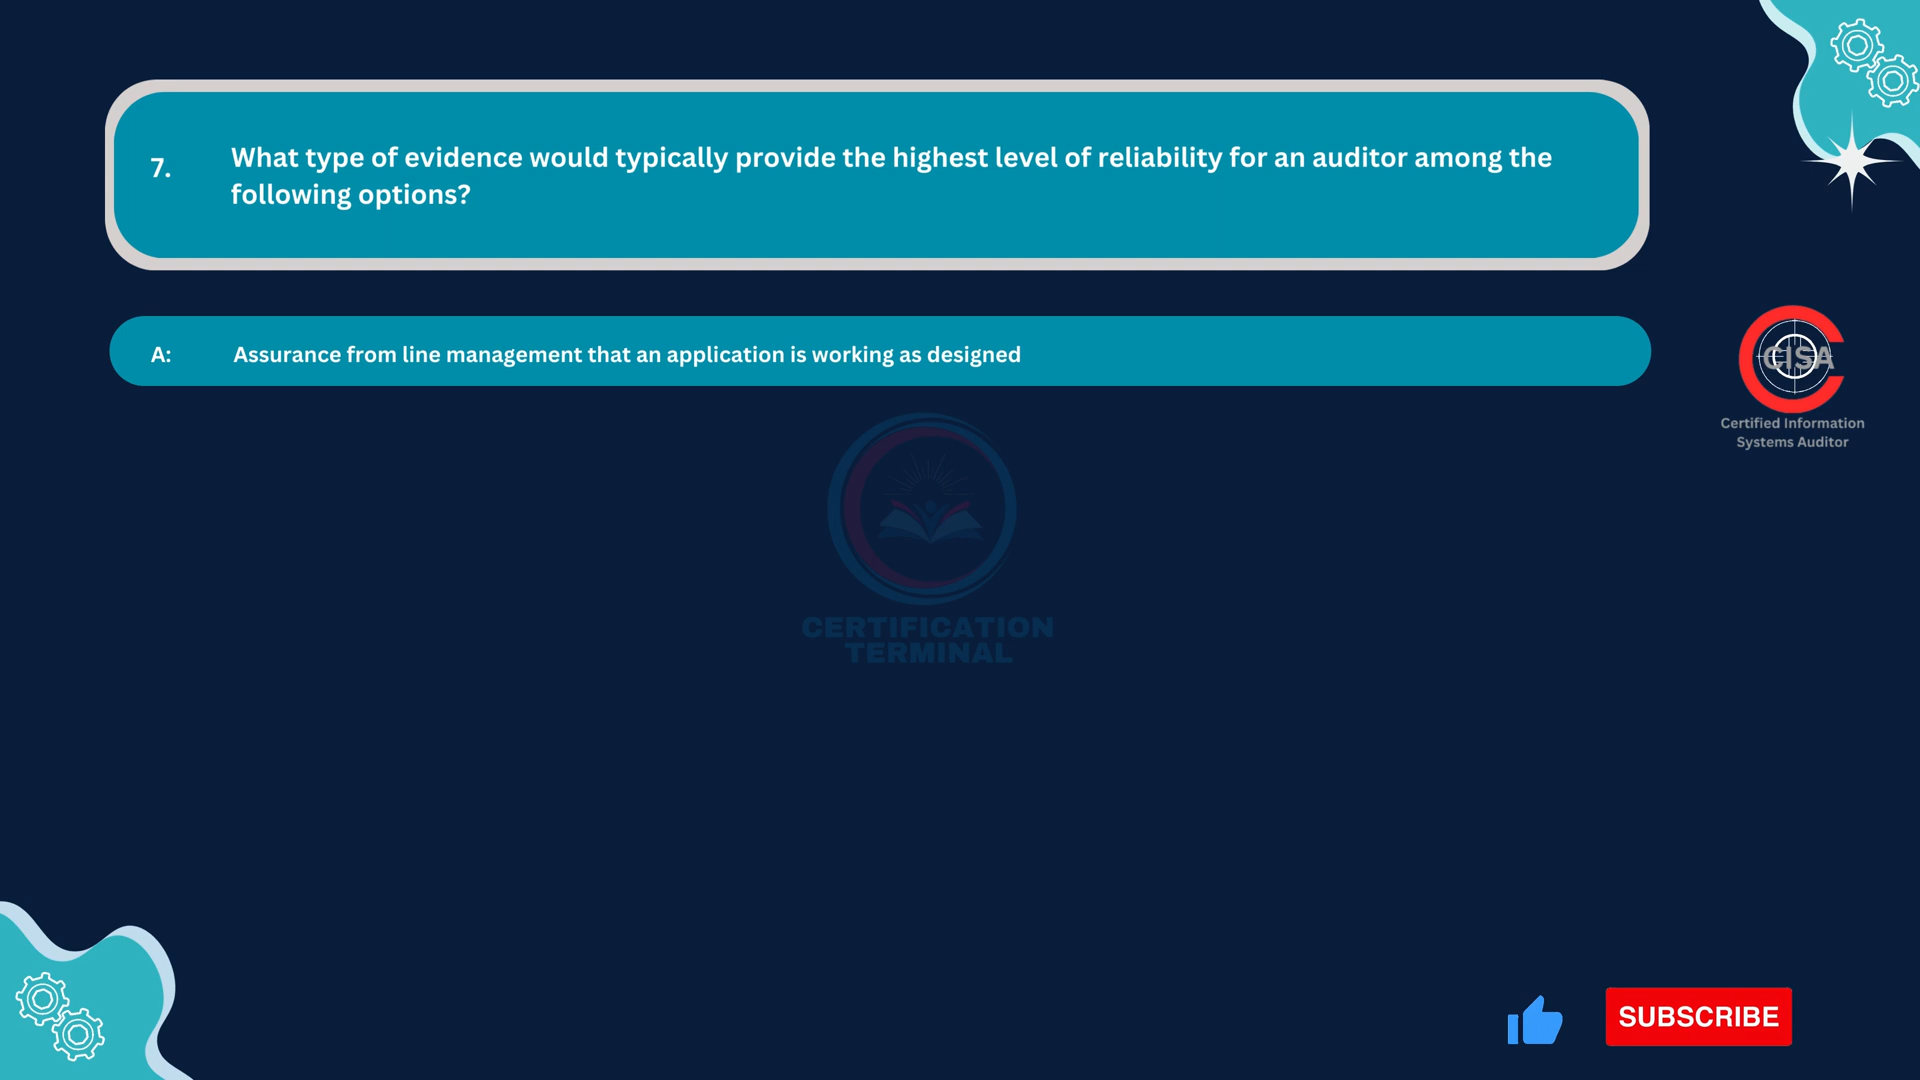 7.
What type of evidence would typically provide the highest level of reliability for an auditor among the
following options?
A:
Assurance from line management that an application is working as designed
CISA
Certified Information
Systems Auditor
CERTIFICATION
TERMINAL
SUBSCRIBE